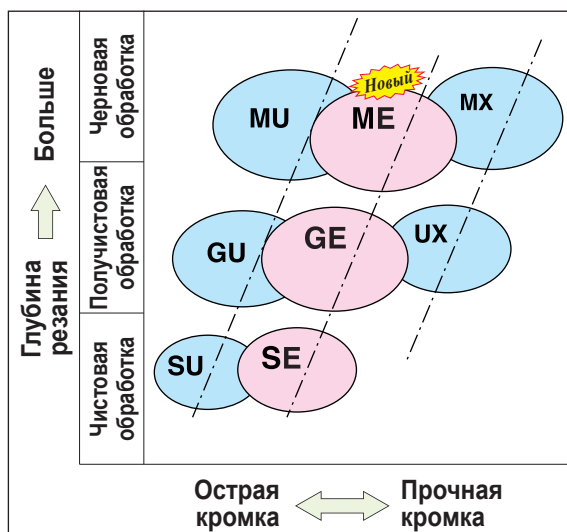 Больше
Глубина
резания
Черновая
обработка
Получистовая
обработка
Чистовая
обработка
Новый
MU
ME
MX
GU
GE
UX
SU
SE
Острая
кромка
Прочная
кромка